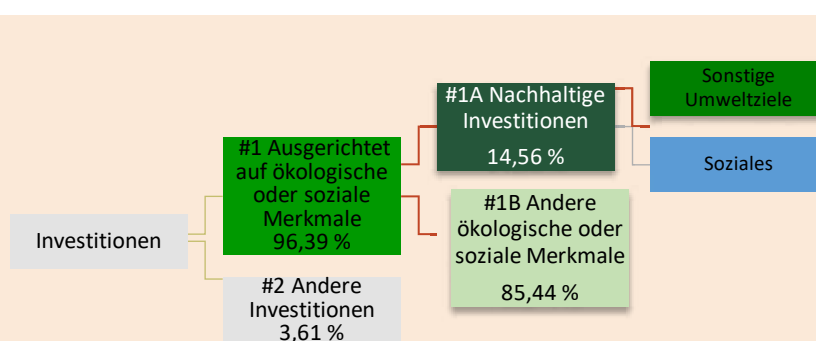 Investitionen
#1 Ausgerichtet
auf ökologische
oder soziale
Merkmale
96,39 %
#2 Andere
Investitionen
3,61 %
#1A Nachhaltige
Investitionen
14,56 %
#1B Andere
ökologische oder
soziale Merkmale
85,44 %
Sonstige
Umweltziele
Soziales